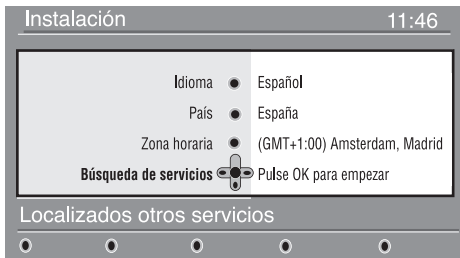 Instalación 11:46
Idioma Español
País España
Zona horaria (GMT+1:00) Amsterdam, Madrid
Búsqueda de servicios Pulse OK para empezar
Localizados otros servicios